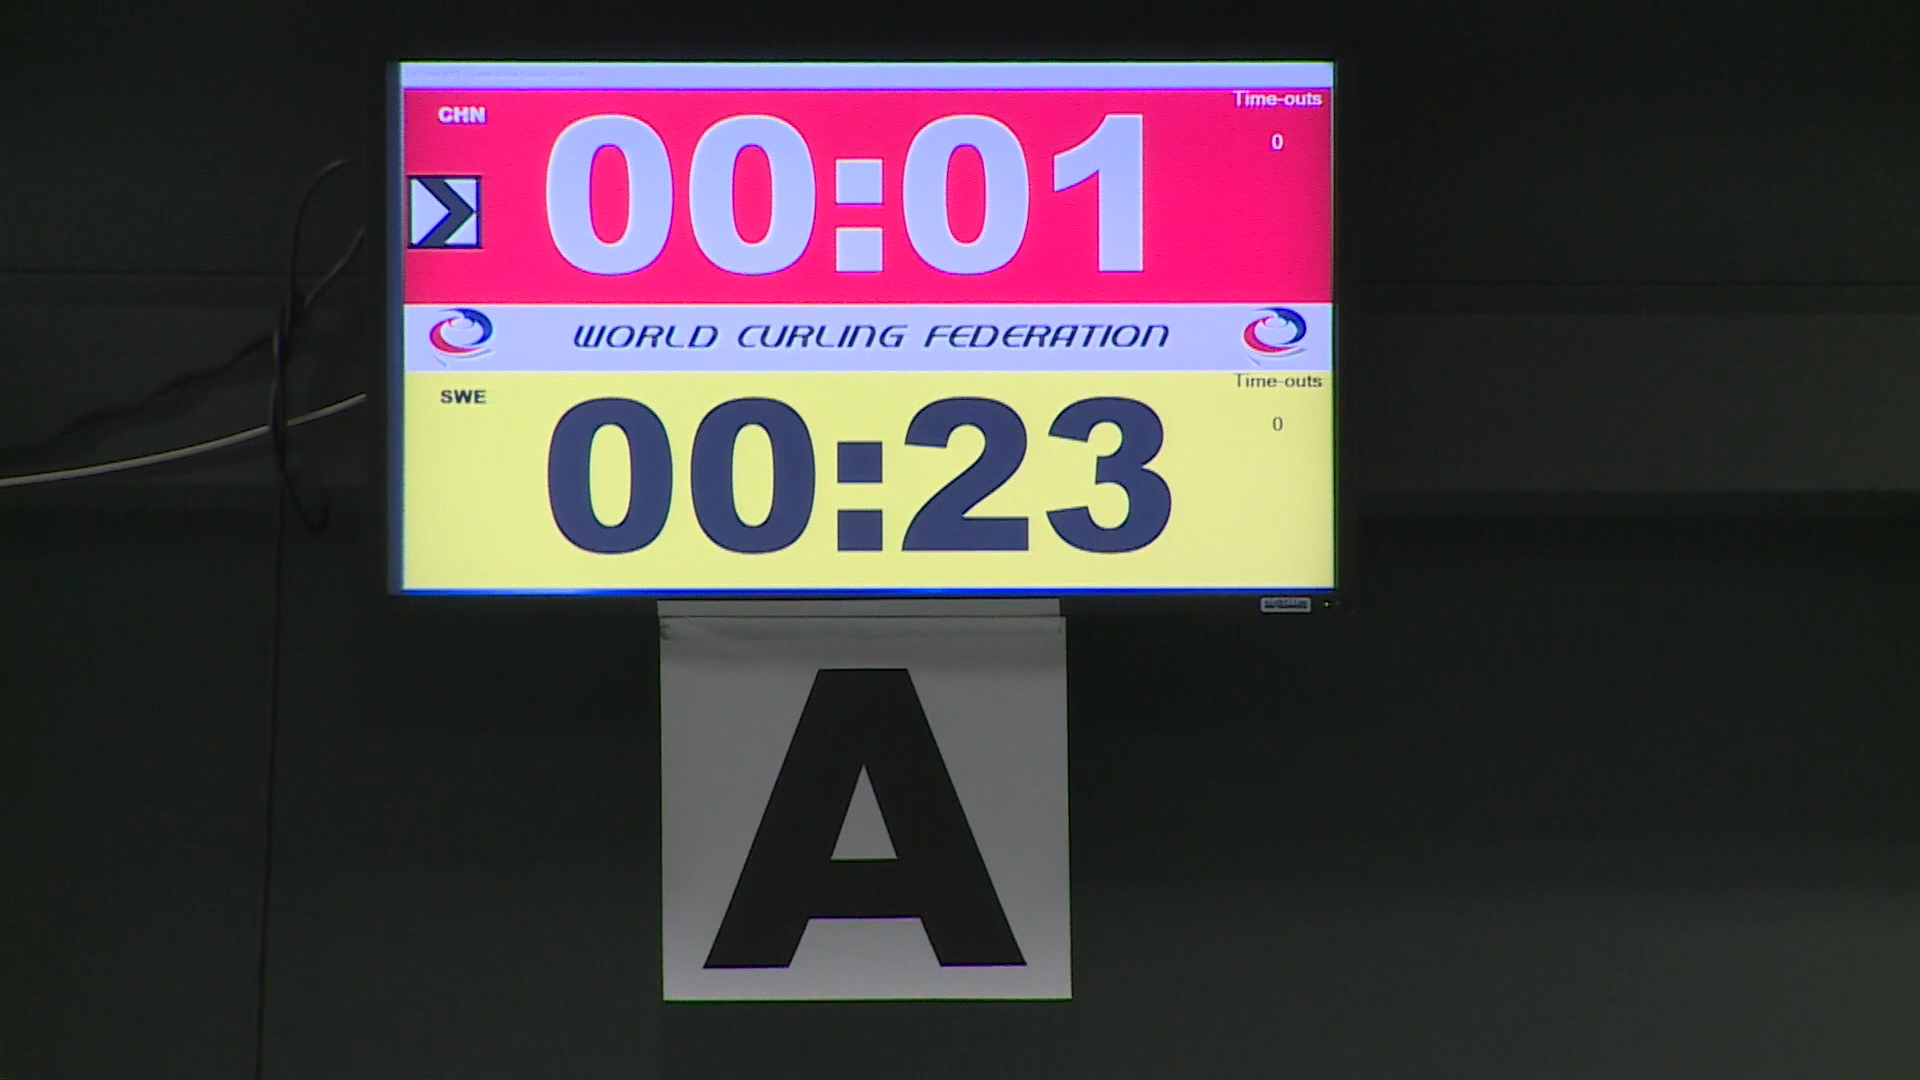 CHN
00:01
Time-outs
0
WORLD CURLING FEDERATION
SWE
00:23
Time-outs
0
A